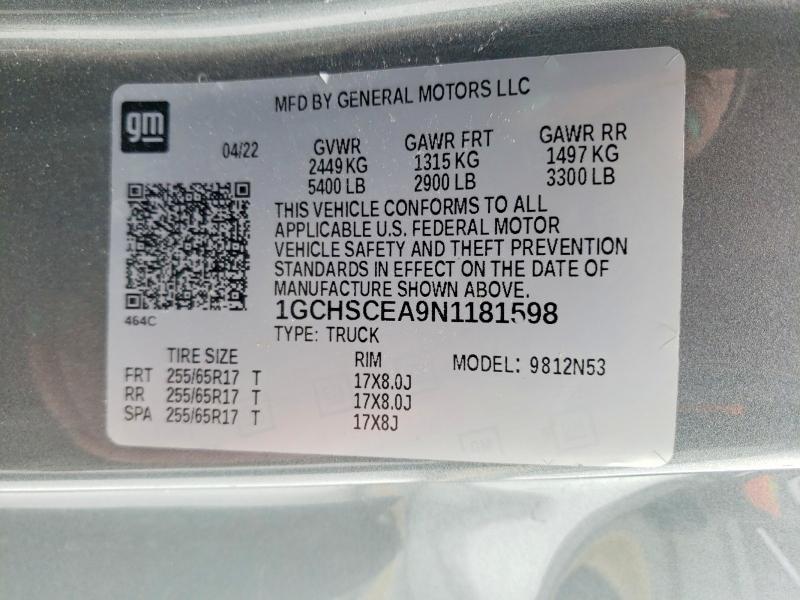 MFD BY GENERAL MOTORS LLC
gm
04/22 GVWR GAWR FRT GAWR RR
2449 KG 1315 KG 1497 KG
5400 LB 2900 LB 3300 LB
THIS VEHICLE CONFORMS TO ALL
APPLICABLE U.S. FEDERAL MOTOR
VEHICLE SAFETY AND THEFT PREVENTION
STANDARDS IN EFFECT ON THE DATE OF
MANUFACTURE SHOWN ABOVE.
1GCHSCEA9N1181598
464C
TYPE: TRUCK
TIRE SIZE RIM MODEL: 9812N53
FRT 255/65R17 T 17X8.0J
RR 255/65R17 T 17X8.0J
SPA 255/65R17 T 17X8J